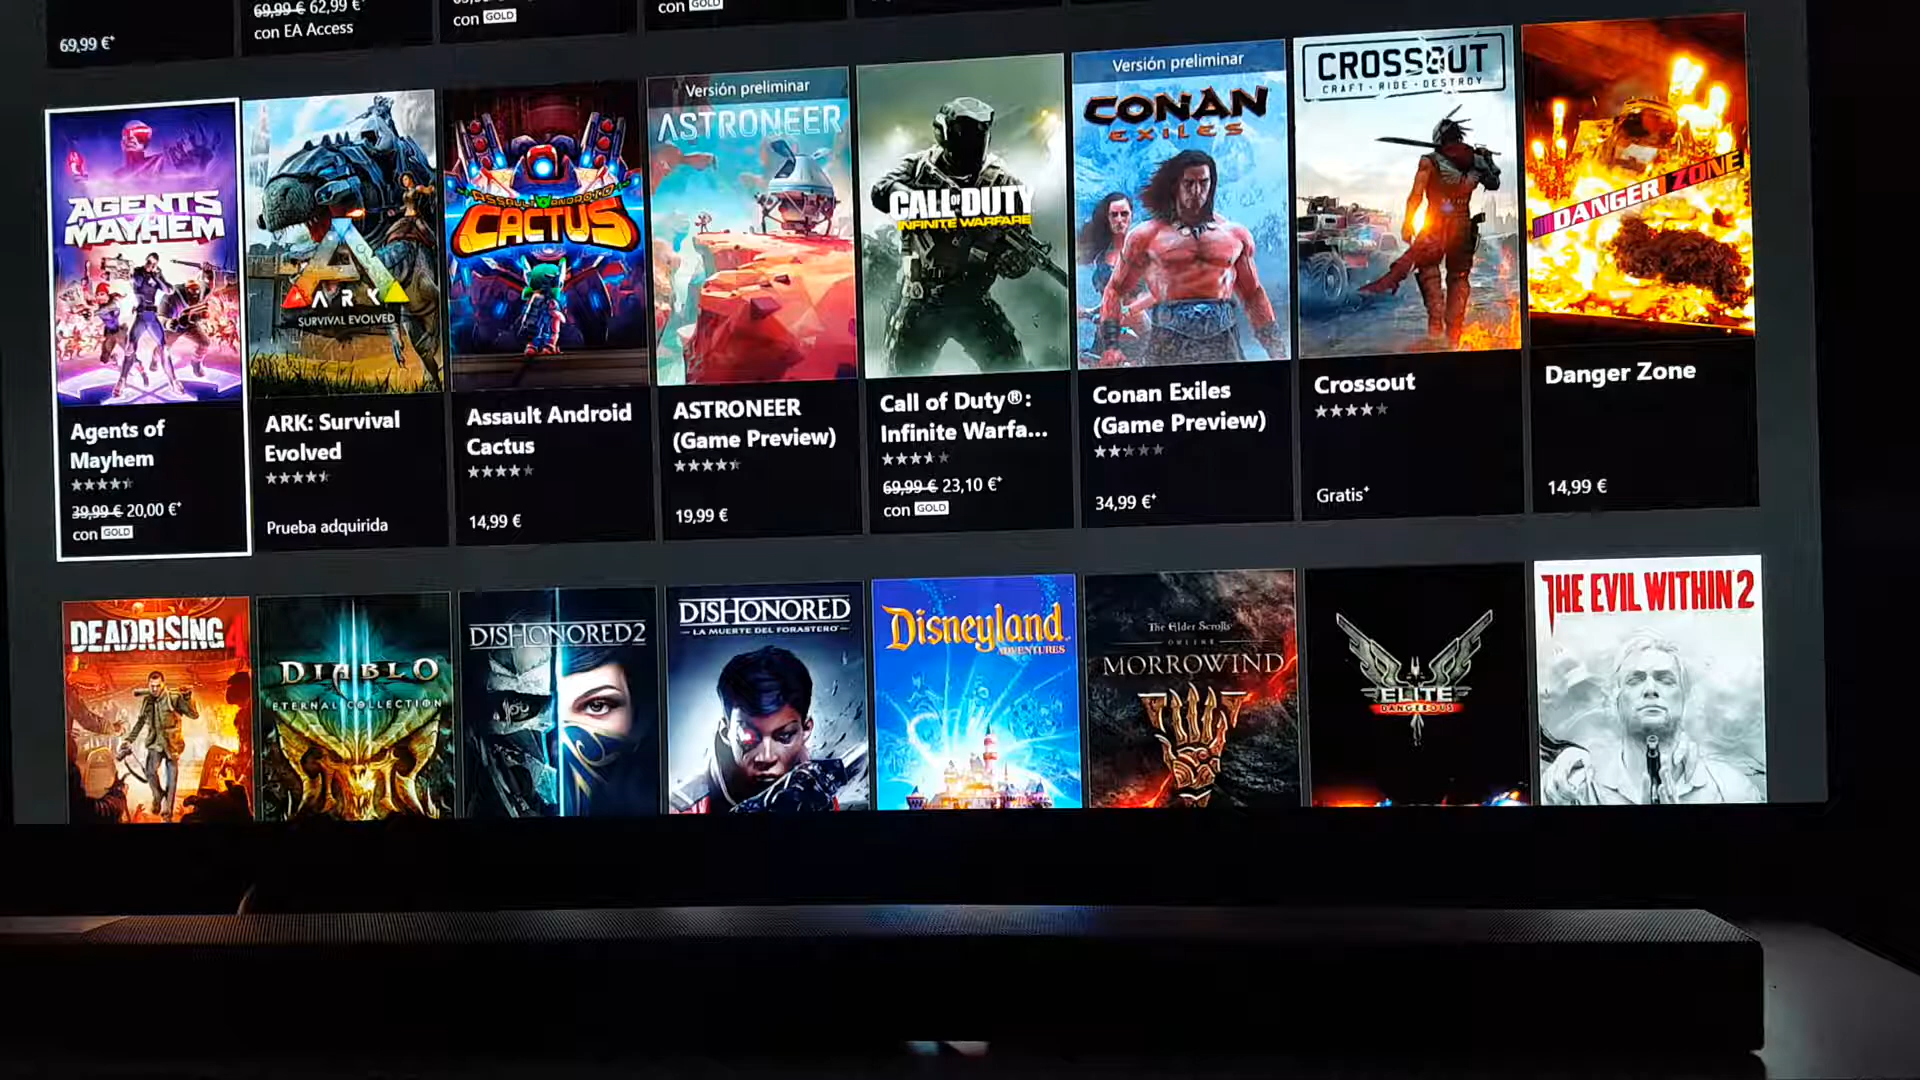 69,99 €*
69,99 € 62,99 €*
con EA Access
con GOLD
con GOLD
AGENTS
OF
MAYHEM
Agents of
Mayhem
39,99 € 20,00 €*
con GOLD
ARK
SURVIVAL EVOLVED
ARK: Survival
Evolved
Prueba adquirida
ASSAULT ANDROID
CACTUS
Assault Android
Cactus
14,99 €
Versión preliminar
ASTRONEER
ASTRONEER
(Game Preview)
19,99 €
CALL OF DUTY
INFINITE WARFARE
Call of Duty®:
Infinite Warfa...
69,99 € 23,10 €*
con GOLD
Versión preliminar
CONAN
EXILES
Conan Exiles
(Game Preview)
34,99 €*
CROSSOUT
CRAFT · RIDE · DESTROY
Crossout
Gratis*
DANGER ZONE
Danger Zone
14,99 €
DEADRISING 4
DIABLO
ETERNAL COLLECTION
DISHONORED2
DISHONORED
LA MUERTE DEL FORASTERO
Disneyland
ADVENTURES
The Elder Scrolls
ONLINE
MORROWIND
ELITE
DANGEROUS
THE EVIL WITHIN 2